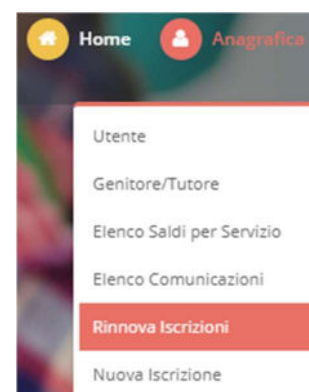 Home Anagrafica
Utente
Genitore/Tutore
Elenco Saldi per Servizio
Elenco Comunicazioni
Rinnova Iscrizioni
Nuova Iscrizione